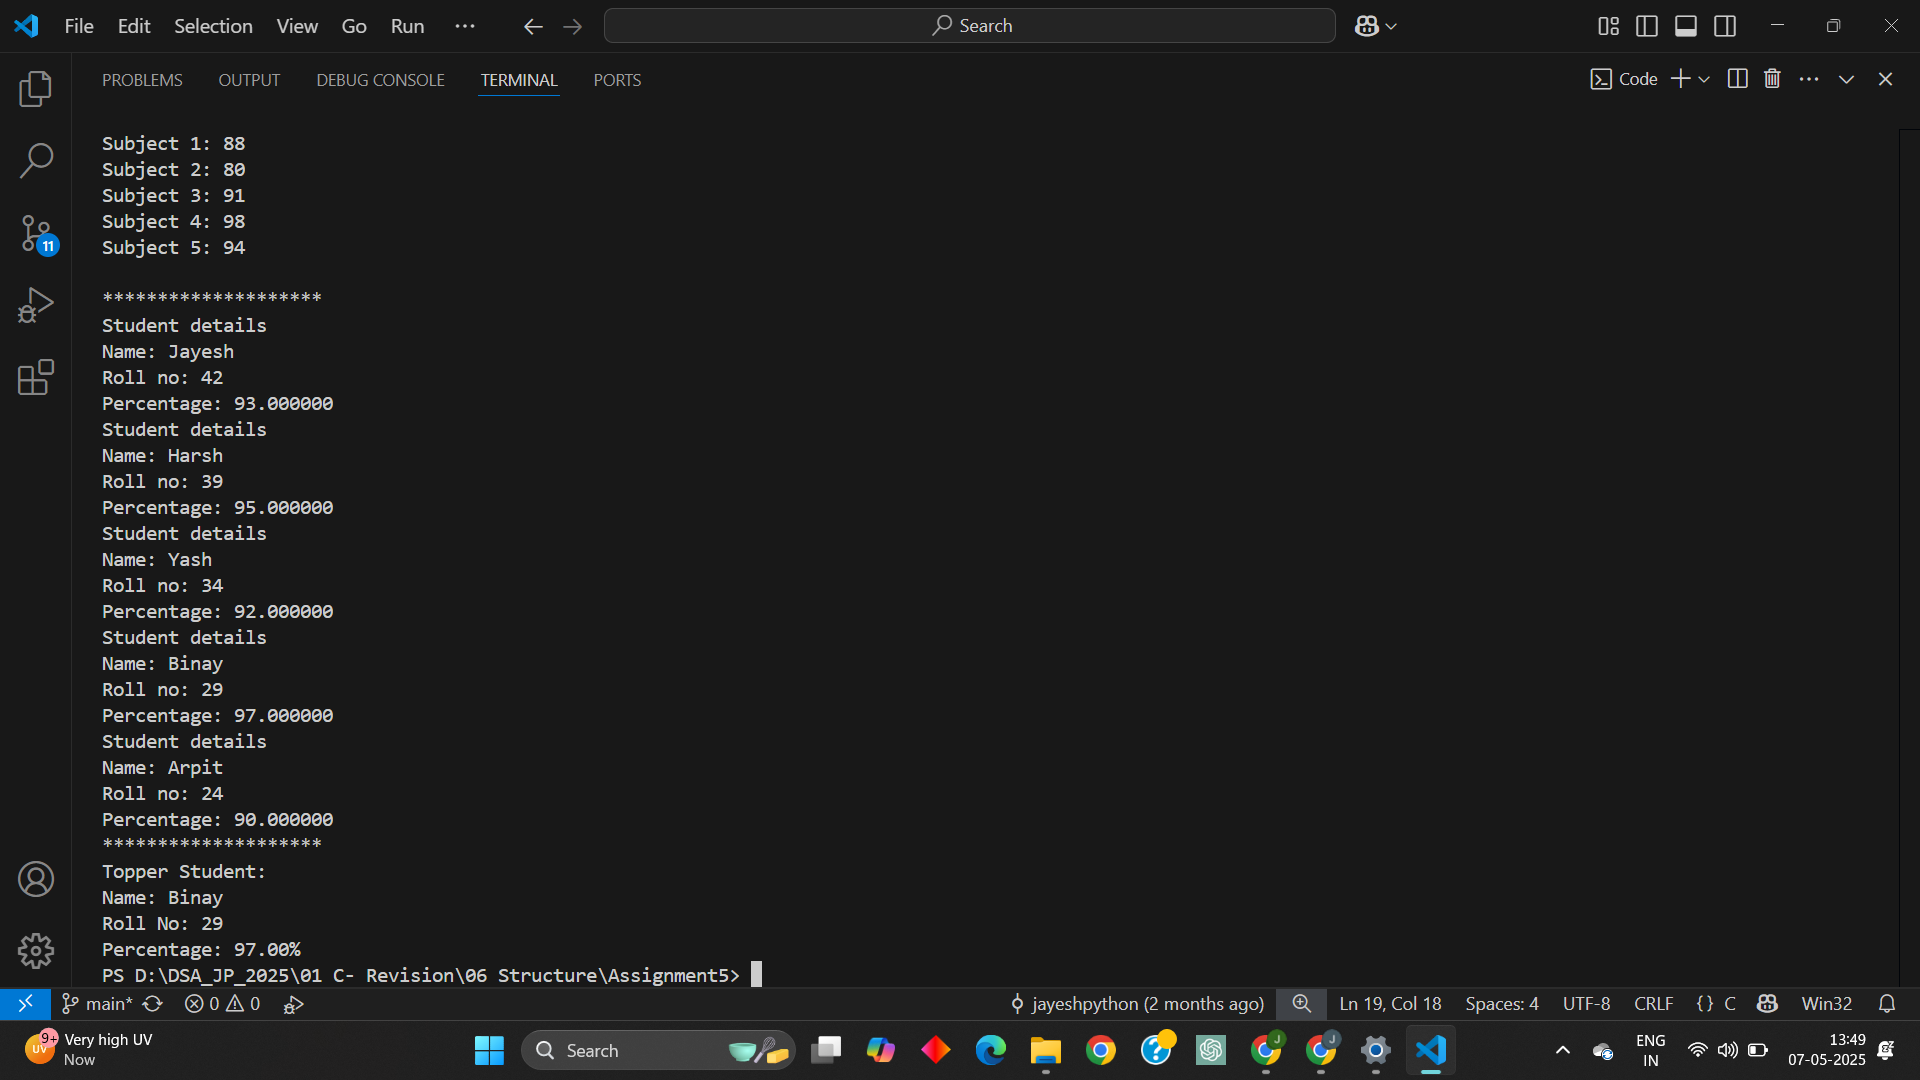 File Edit Selection View Go Run ···
Search
PROBLEMS OUTPUT DEBUG CONSOLE TERMINAL PORTS
Code
Subject 1: 88
Subject 2: 80
Subject 3: 91
Subject 4: 98
Subject 5: 94
********************
Student details
Name: Jayesh
Roll no: 42
Percentage: 93.000000
Student details
Name: Harsh
Roll no: 39
Percentage: 95.000000
Student details
Name: Yash
Roll no: 34
Percentage: 92.000000
Student details
Name: Binay
Roll no: 29
Percentage: 97.000000
Student details
Name: Arpit
Roll no: 24
Percentage: 90.000000
********************
Topper Student:
Name: Binay
Roll No: 29
Percentage: 97.00%
PS D:\DSA_JP_2025\01 C- Revision\06 Structure\Assignment5>
11
main* 0 0 jayeshpython (2 months ago) Ln 19, Col 18 Spaces: 4 UTF-8 CRLF {} C Win32
UV 9+ Very high UV
Now
Search
J J
ENG
IN
13:49
07-05-2025